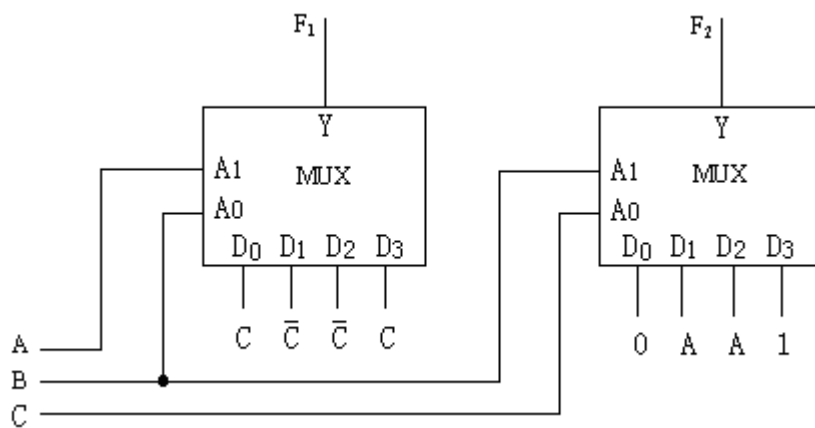 F₁ F₂
Y Y
A1 MUX A1 MUX
A0 A0
D₀ D₁ D₂ D₃ D₀ D₁ D₂ D₃
C C̅ C̅ C 0 A A 1
A
B
C